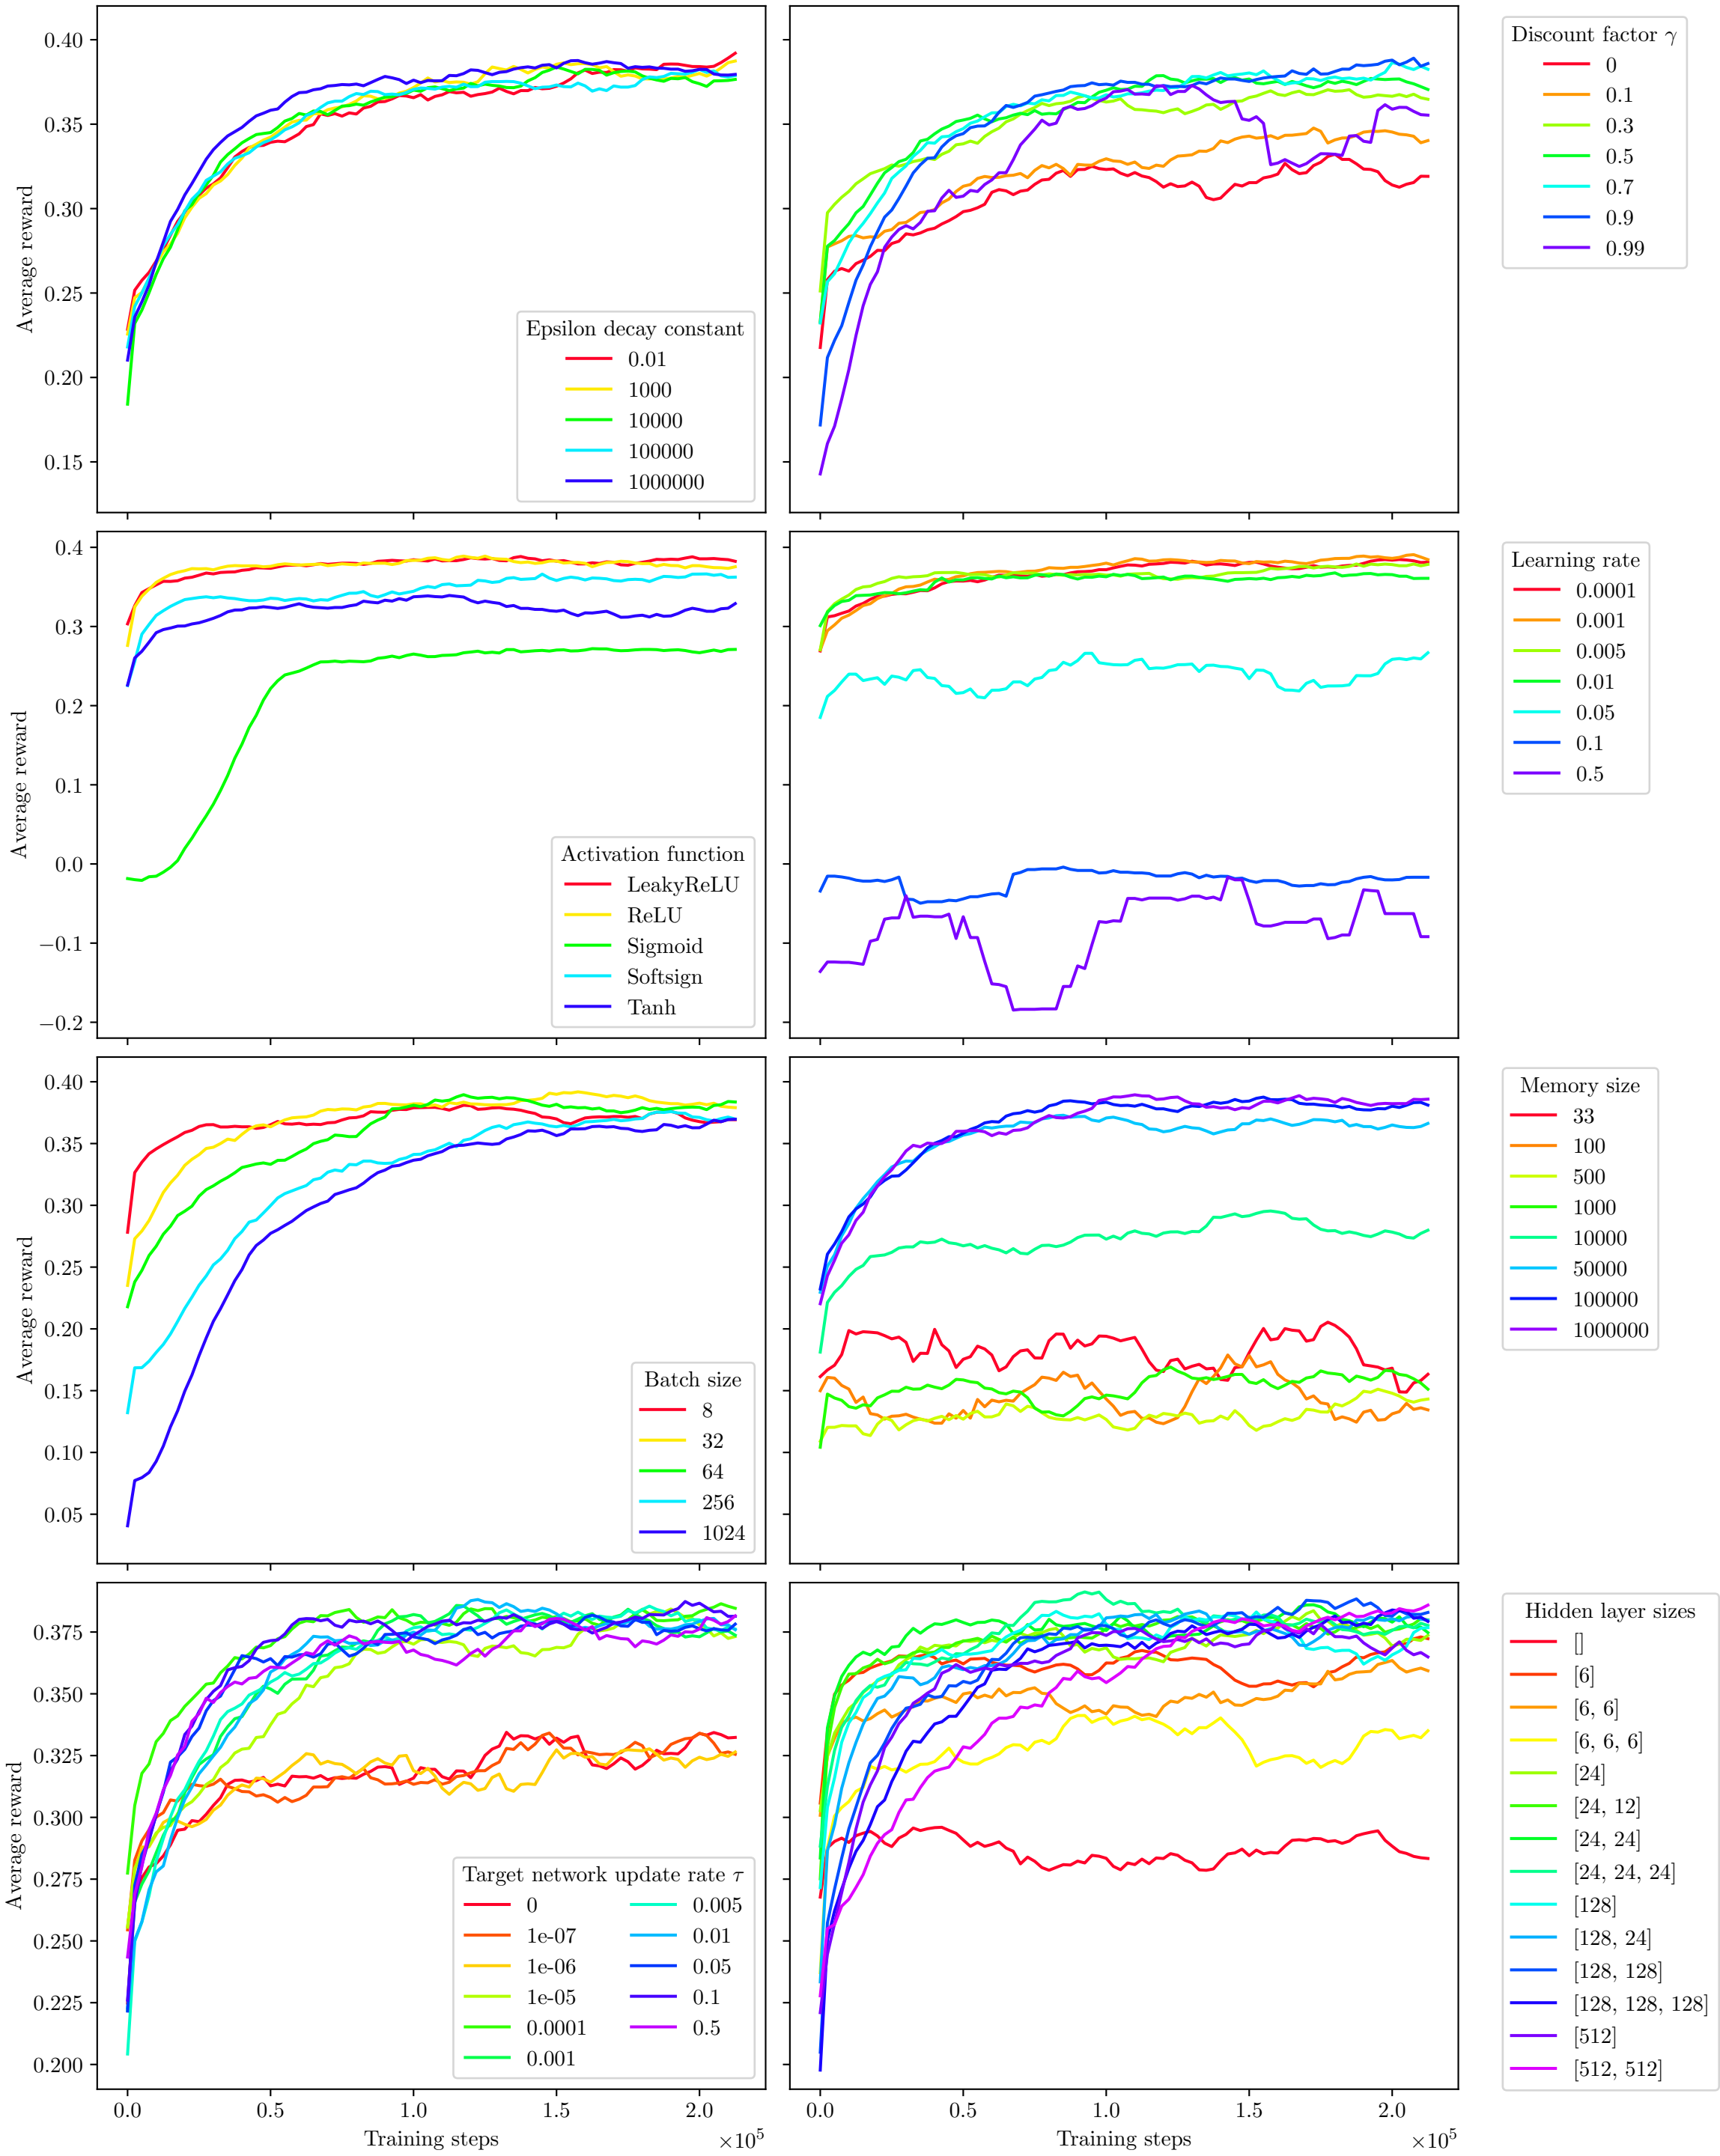 0.40
0.35
0.30
0.25
0.20
0.15
Average reward
Epsilon decay constant
0.01
1000
10000
100000
1000000
Discount factor γ
0
0.1
0.3
0.5
0.7
0.9
0.99
0.4
0.3
0.2
0.1
0.0
−0.1
−0.2
Average reward
Activation function
LeakyReLU
ReLU
Sigmoid
Softsign
Tanh
Learning rate
0.0001
0.001
0.005
0.01
0.05
0.1
0.5
0.40
0.35
0.30
0.25
0.20
0.15
0.10
0.05
Average reward
Batch size
8
32
64
256
1024
Memory size
33
100
500
1000
10000
50000
100000
1000000
0.375
0.350
0.325
0.300
0.275
0.250
0.225
0.200
Average reward
Target network update rate τ
0
1e-07
1e-06
1e-05
0.0001
0.001
0.005
0.01
0.05
0.1
0.5
Hidden layer sizes
[]
[6]
[6, 6]
[6, 6, 6]
[24]
[24, 12]
[24, 24]
[24, 24, 24]
[128]
[128, 24]
[128, 128]
[128, 128, 128]
[512]
[512, 512]
0.0 0.5 1.0 1.5 2.0
Training steps ×10⁵
0.0 0.5 1.0 1.5 2.0
Training steps ×10⁵